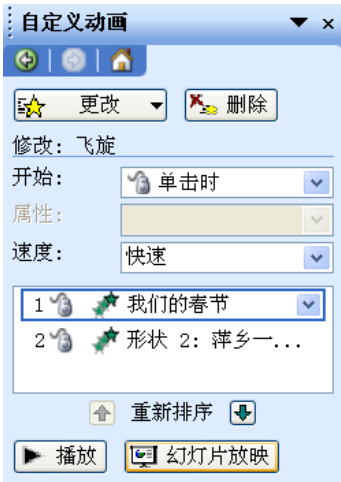 自定义动画
更改 删除
修改: 飞旋
开始: 单击时
属性:
速度: 快速
1 我们的春节
2 形状 2: 萍乡一...
重新排序
播放 幻灯片放映